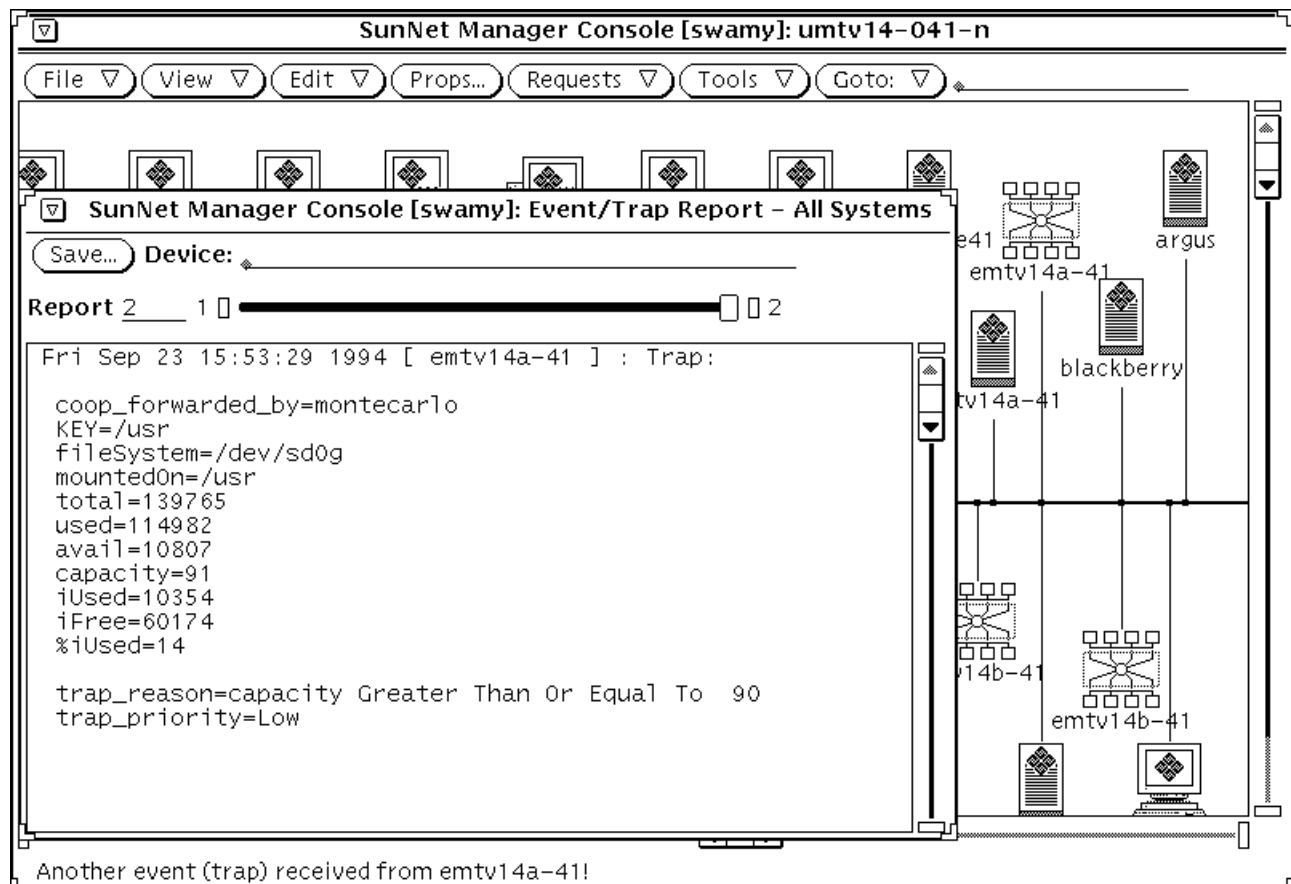 SunNet Manager Console [swamy]: umtv14-041-n
File View Edit Props... Requests Tools Goto:
SunNet Manager Console [swamy]: Event/Trap Report - All Systems
Save... Device:
Report 2 1 2
Fri Sep 23 15:53:29 1994 [ emtv14a-41 ] : Trap:
coop_forwarded_by=montecarlo
KEY=/usr
fileSystem=/dev/sd0g
mountedOn=/usr
total=139765
used=114982
avail=10807
capacity=91
iUsed=10354
iFree=60174
%iUsed=14
trap_reason=capacity Greater Than Or Equal To 90
trap_priority=Low
e41
argus
emtv14a-41
blackberry
tv14a-41
14b-41
emtv14b-41
Another event (trap) received from emtv14a-41!